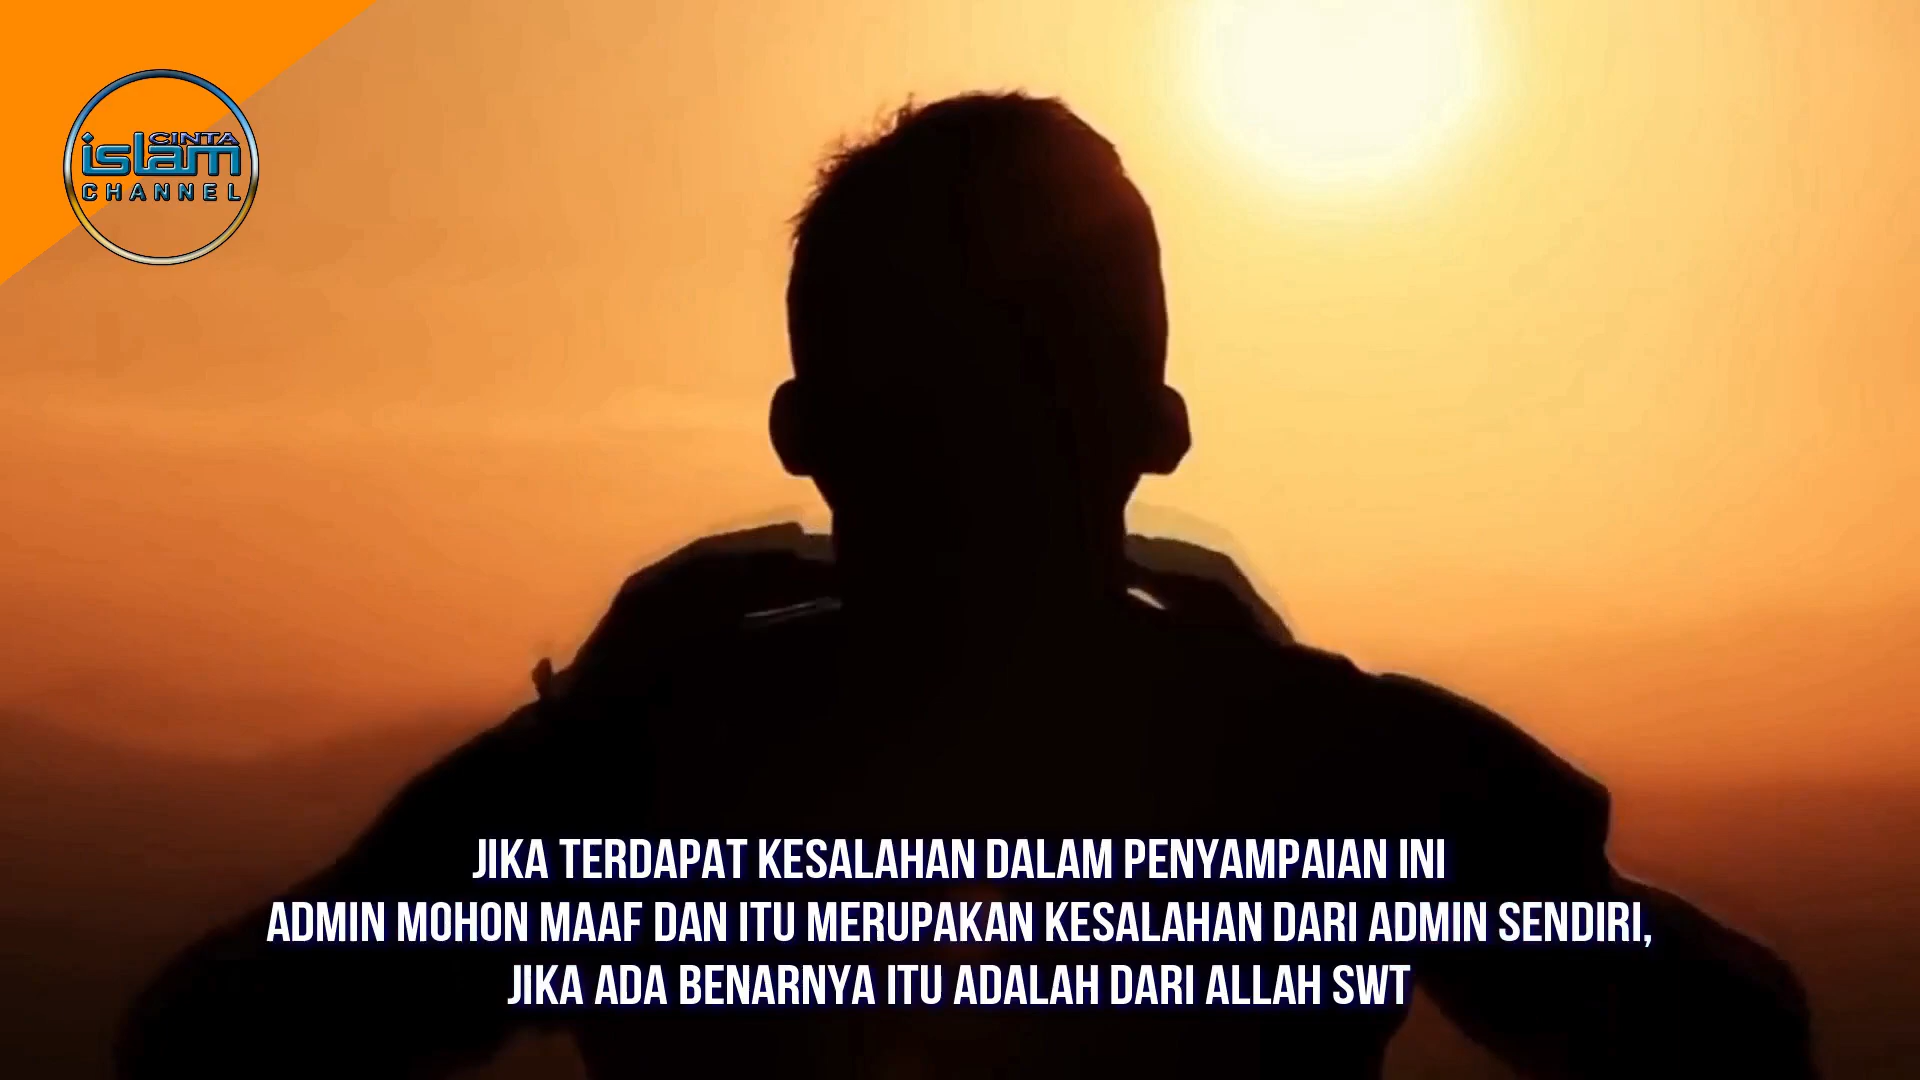 CINTA
islam
CHANNEL
JIKA TERDAPAT KESALAHAN DALAM PENYAMPAIAN INI
ADMIN MOHON MAAF DAN ITU MERUPAKAN KESALAHAN DARI ADMIN SENDIRI,
JIKA ADA BENARNYA ITU ADALAH DARI ALLAH SWT